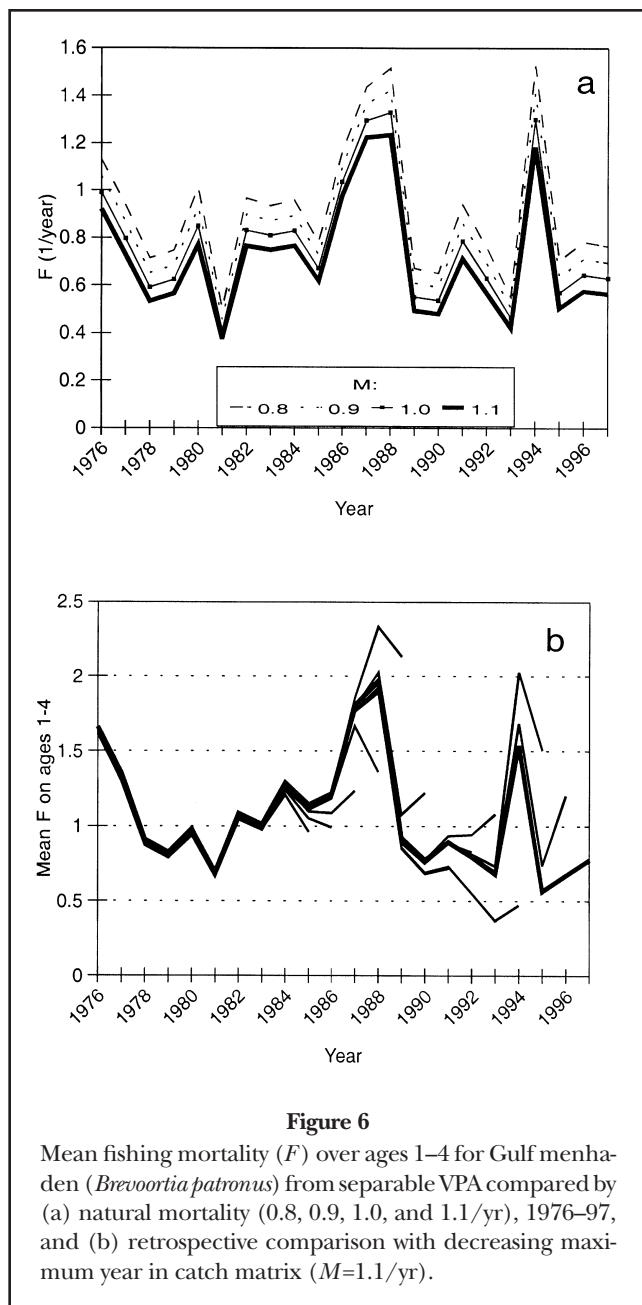 a
1.6
1.4
1.2
1
0.8
0.6
0.4
0.2
0
F (1/year)
M:
0.8 0.9 1.0 1.1
1976 1978 1980 1982 1984 1986 1988 1990 1992 1994 1996
Year
b
2.5
2
1.5
1
0.5
0
Mean F on ages 1-4
1976 1978 1980 1982 1984 1986 1988 1990 1992 1994 1996
Year
Figure 6
Mean fishing mortality (F) over ages 1–4 for Gulf menha-
den (Brevoortia patronus) from separable VPA compared by
(a) natural mortality (0.8, 0.9, 1.0, and 1.1/yr), 1976–97,
and (b) retrospective comparison with decreasing maxi-
mum year in catch matrix (M=1.1/yr).